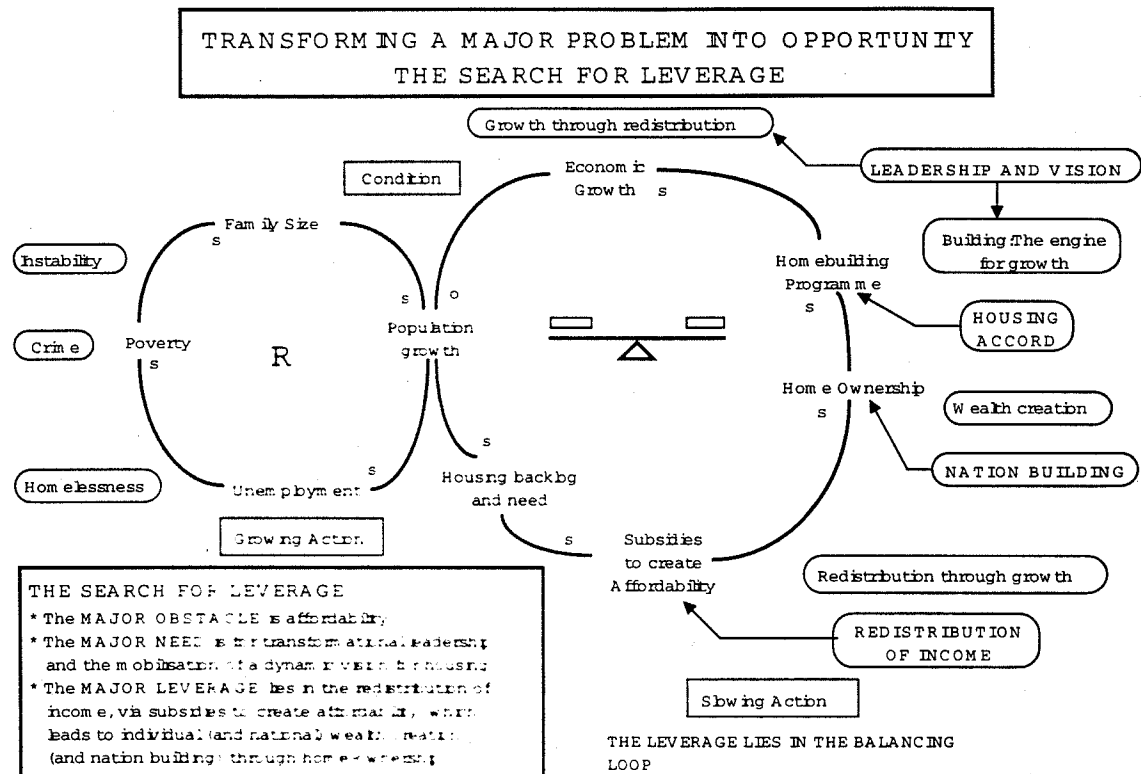 TRANSFORMING A MAJOR PROBLEM INTO OPPORTUNITY
THE SEARCH FOR LEVERAGE
Growth through redistribution
LEADERSHIP AND VISION
Building:The engine
for growth
Condition
Economic
Growth s
Family Size
s
Instability
Homebuilding
Programme
s
HOUSING
ACCORD
s
o
Population
growth
Crime
Poverty
s
R
Home Ownership
s
Wealth creation
NATION BUILDING
s
Housing backlog
and need
s
Homelessness
Unemployment
Growing Action
s
Subsidies
to create
Affordability
Redistribution through growth
REDISTRIBUTION
OF INCOME
Slowing Action
THE LEVERAGE LIES IN THE BALANCING
LOOP
THE SEARCH FOR LEVERAGE
* The MAJOR OBSTACLE is affordability
* The MAJOR NEED is for transformational leadership
and the mobilisation of a dynamic vision for housing
* The MAJOR LEVERAGE lies in the redistribution of
income, via subsidies to create affordability, which
leads to individual (and national) wealth creation
(and nation building) through home ownership